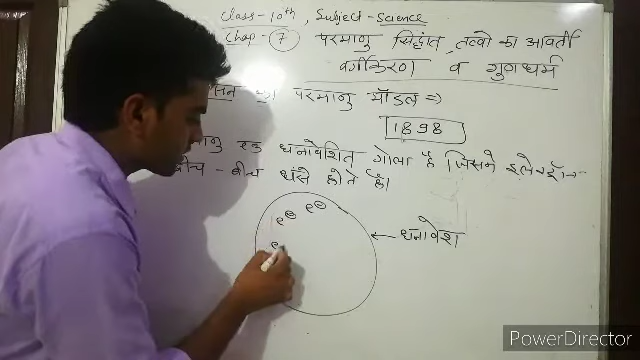 Class-10th, Subject-Science
Chap-7 परमाणु सिद्धांत, तत्वो का आवर्ती
वर्गीकरण व गुणधर्म
का परमाणु मॉडल ⇒
1898
एक धनावेशित गोला है जिसमे इलेक्ट्रॉन
बीच-बीच धंसे होते है।
e⊖ e⊖
e
← धनावेश
PowerDirector